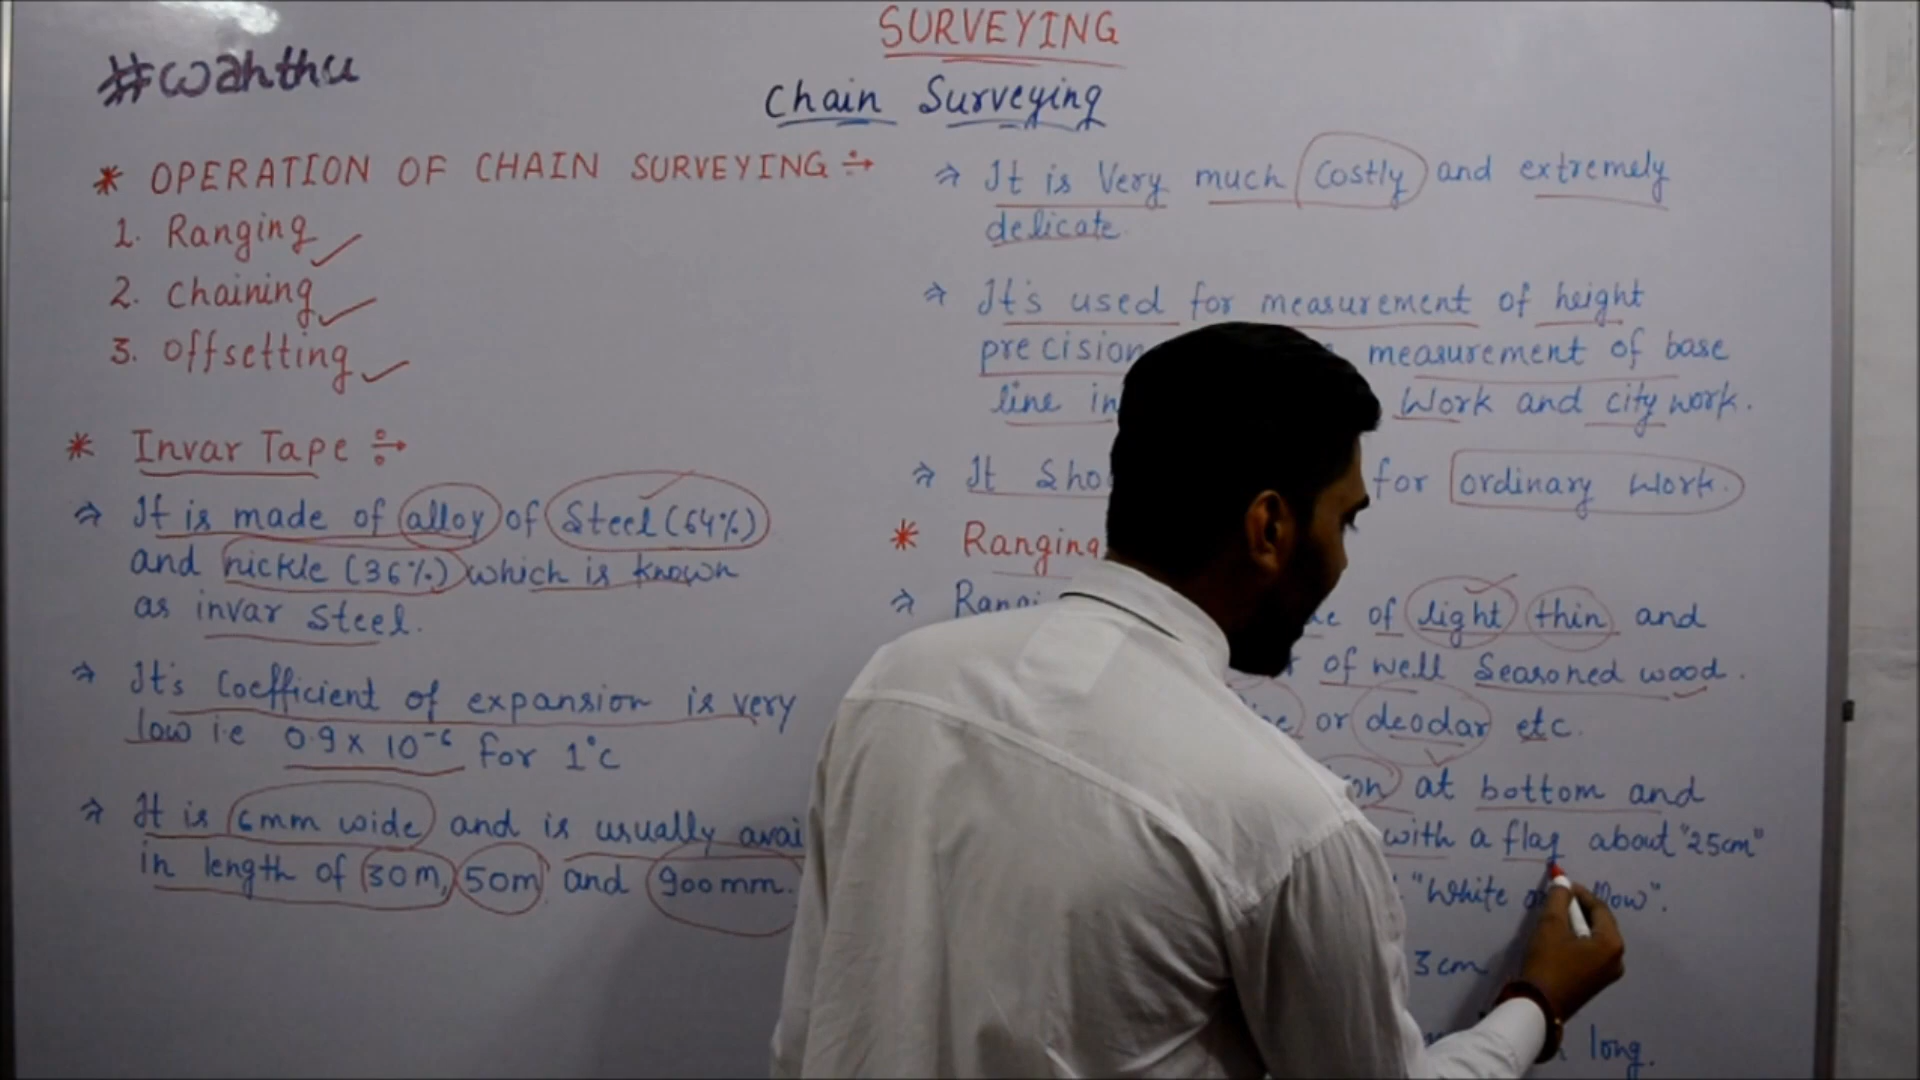 SURVEYING
#wahthu
Chain Surveying
* OPERATION OF CHAIN SURVEYING ÷→
1. Ranging ✓
2. Chaining ✓
3. Offsetting ✓
* Invar Tape ÷→
⇒ It is made of alloy of Steel (64%)
and nickle (36%) which is known
as invar steel.
⇒ It's Coefficient of expansion is very
low i.e 0.9 x 10⁻⁶ for 1°c
⇒ It is 6mm wide and is usually avai
in length of 30m, 50m and 900mm.
⇒ It is Very much Costly and extremely
delicate.
⇒ It's used for measurement of height
precision measurement of base
line in Work and city work.
⇒ It for ordinary Work.
* Ranging
⇒ of light thin and
of well Seasoned wood.
or deodar etc.
at bottom and
with a flag about "25cm"
"White
3cm
long.